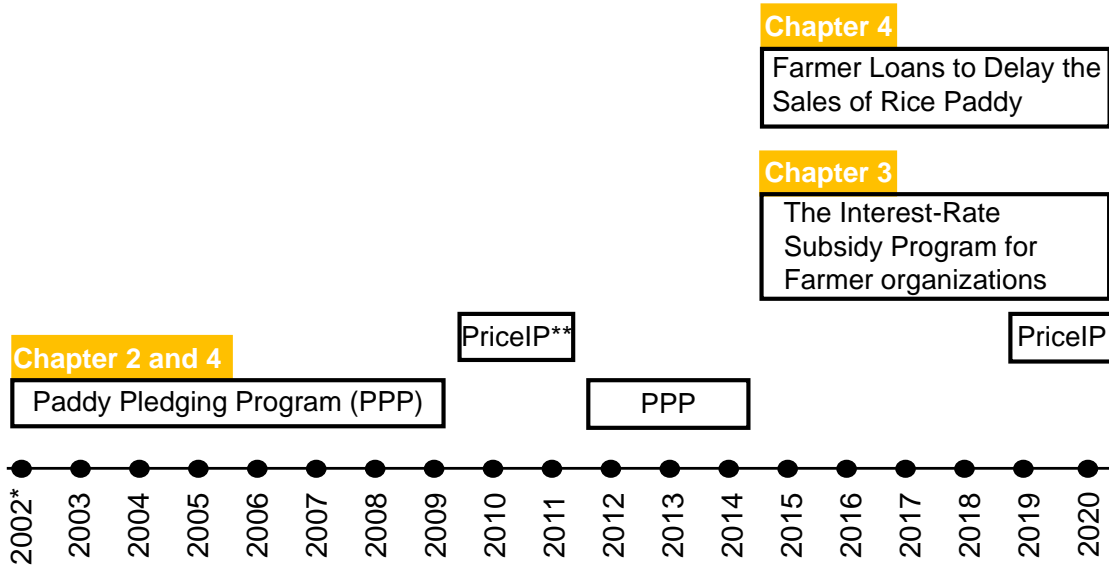 Chapter 4
Farmer Loans to Delay the
Sales of Rice Paddy
Chapter 3
The Interest-Rate
Subsidy Program for
Farmer organizations
PriceIP**
PriceIP
Chapter 2 and 4
Paddy Pledging Program (PPP)
PPP
2002*
2003
2004
2005
2006
2007
2008
2009
2010
2011
2012
2013
2014
2015
2016
2017
2018
2019
2020